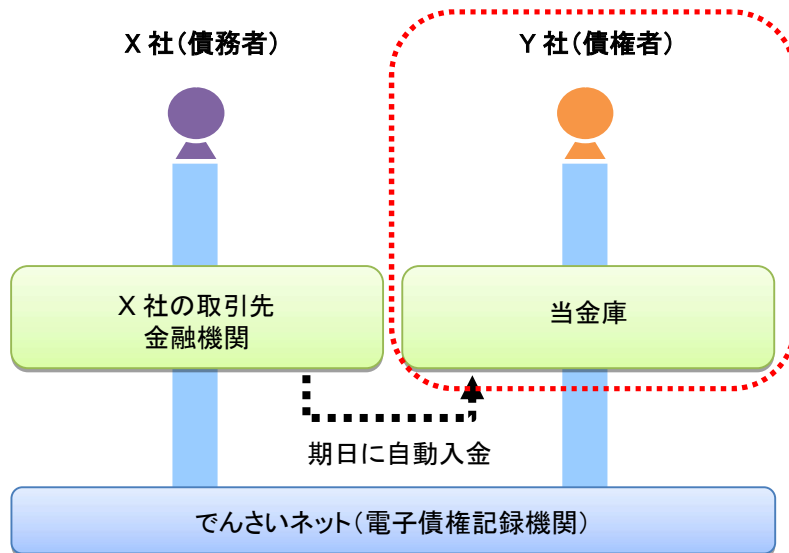 X 社（債務者）
Y 社（債権者）
X 社の取引先
金融機関
当金庫
期日に自動入金
でんさいネット（電子債権記録機関）